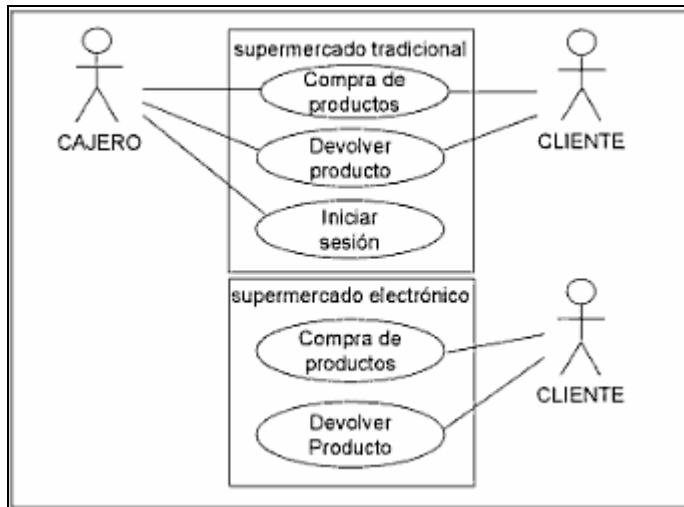 supermercado tradicional
Compra de
productos
CAJERO
CLIENTE
Devolver
producto
Iniciar
sesión
supermercado electrónico
Compra de
productos
CLIENTE
Devolver
Producto